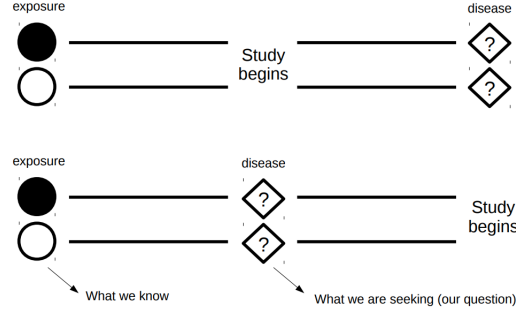 exposure
disease
?
Study
begins
?
exposure
disease
?
Study
begins
?
What we know
What we are seeking (our question)